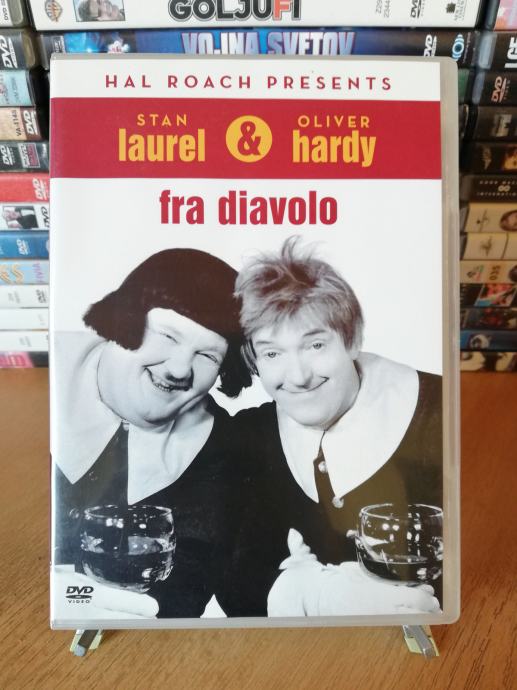 GOLJUFI
VOJNA SVETOV
HAL ROACH PRESENTS
STAN OLIVER
laurel & hardy
fra diavolo
DVD
VIDEO